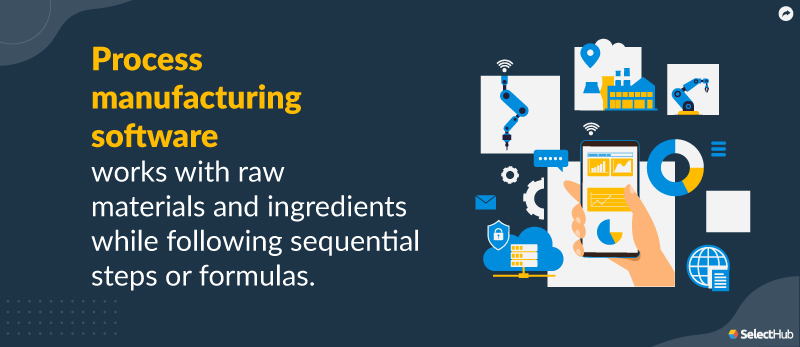 Process
manufacturing
software
works with raw
materials and ingredients
while following sequential
steps or formulas.
SelectHub